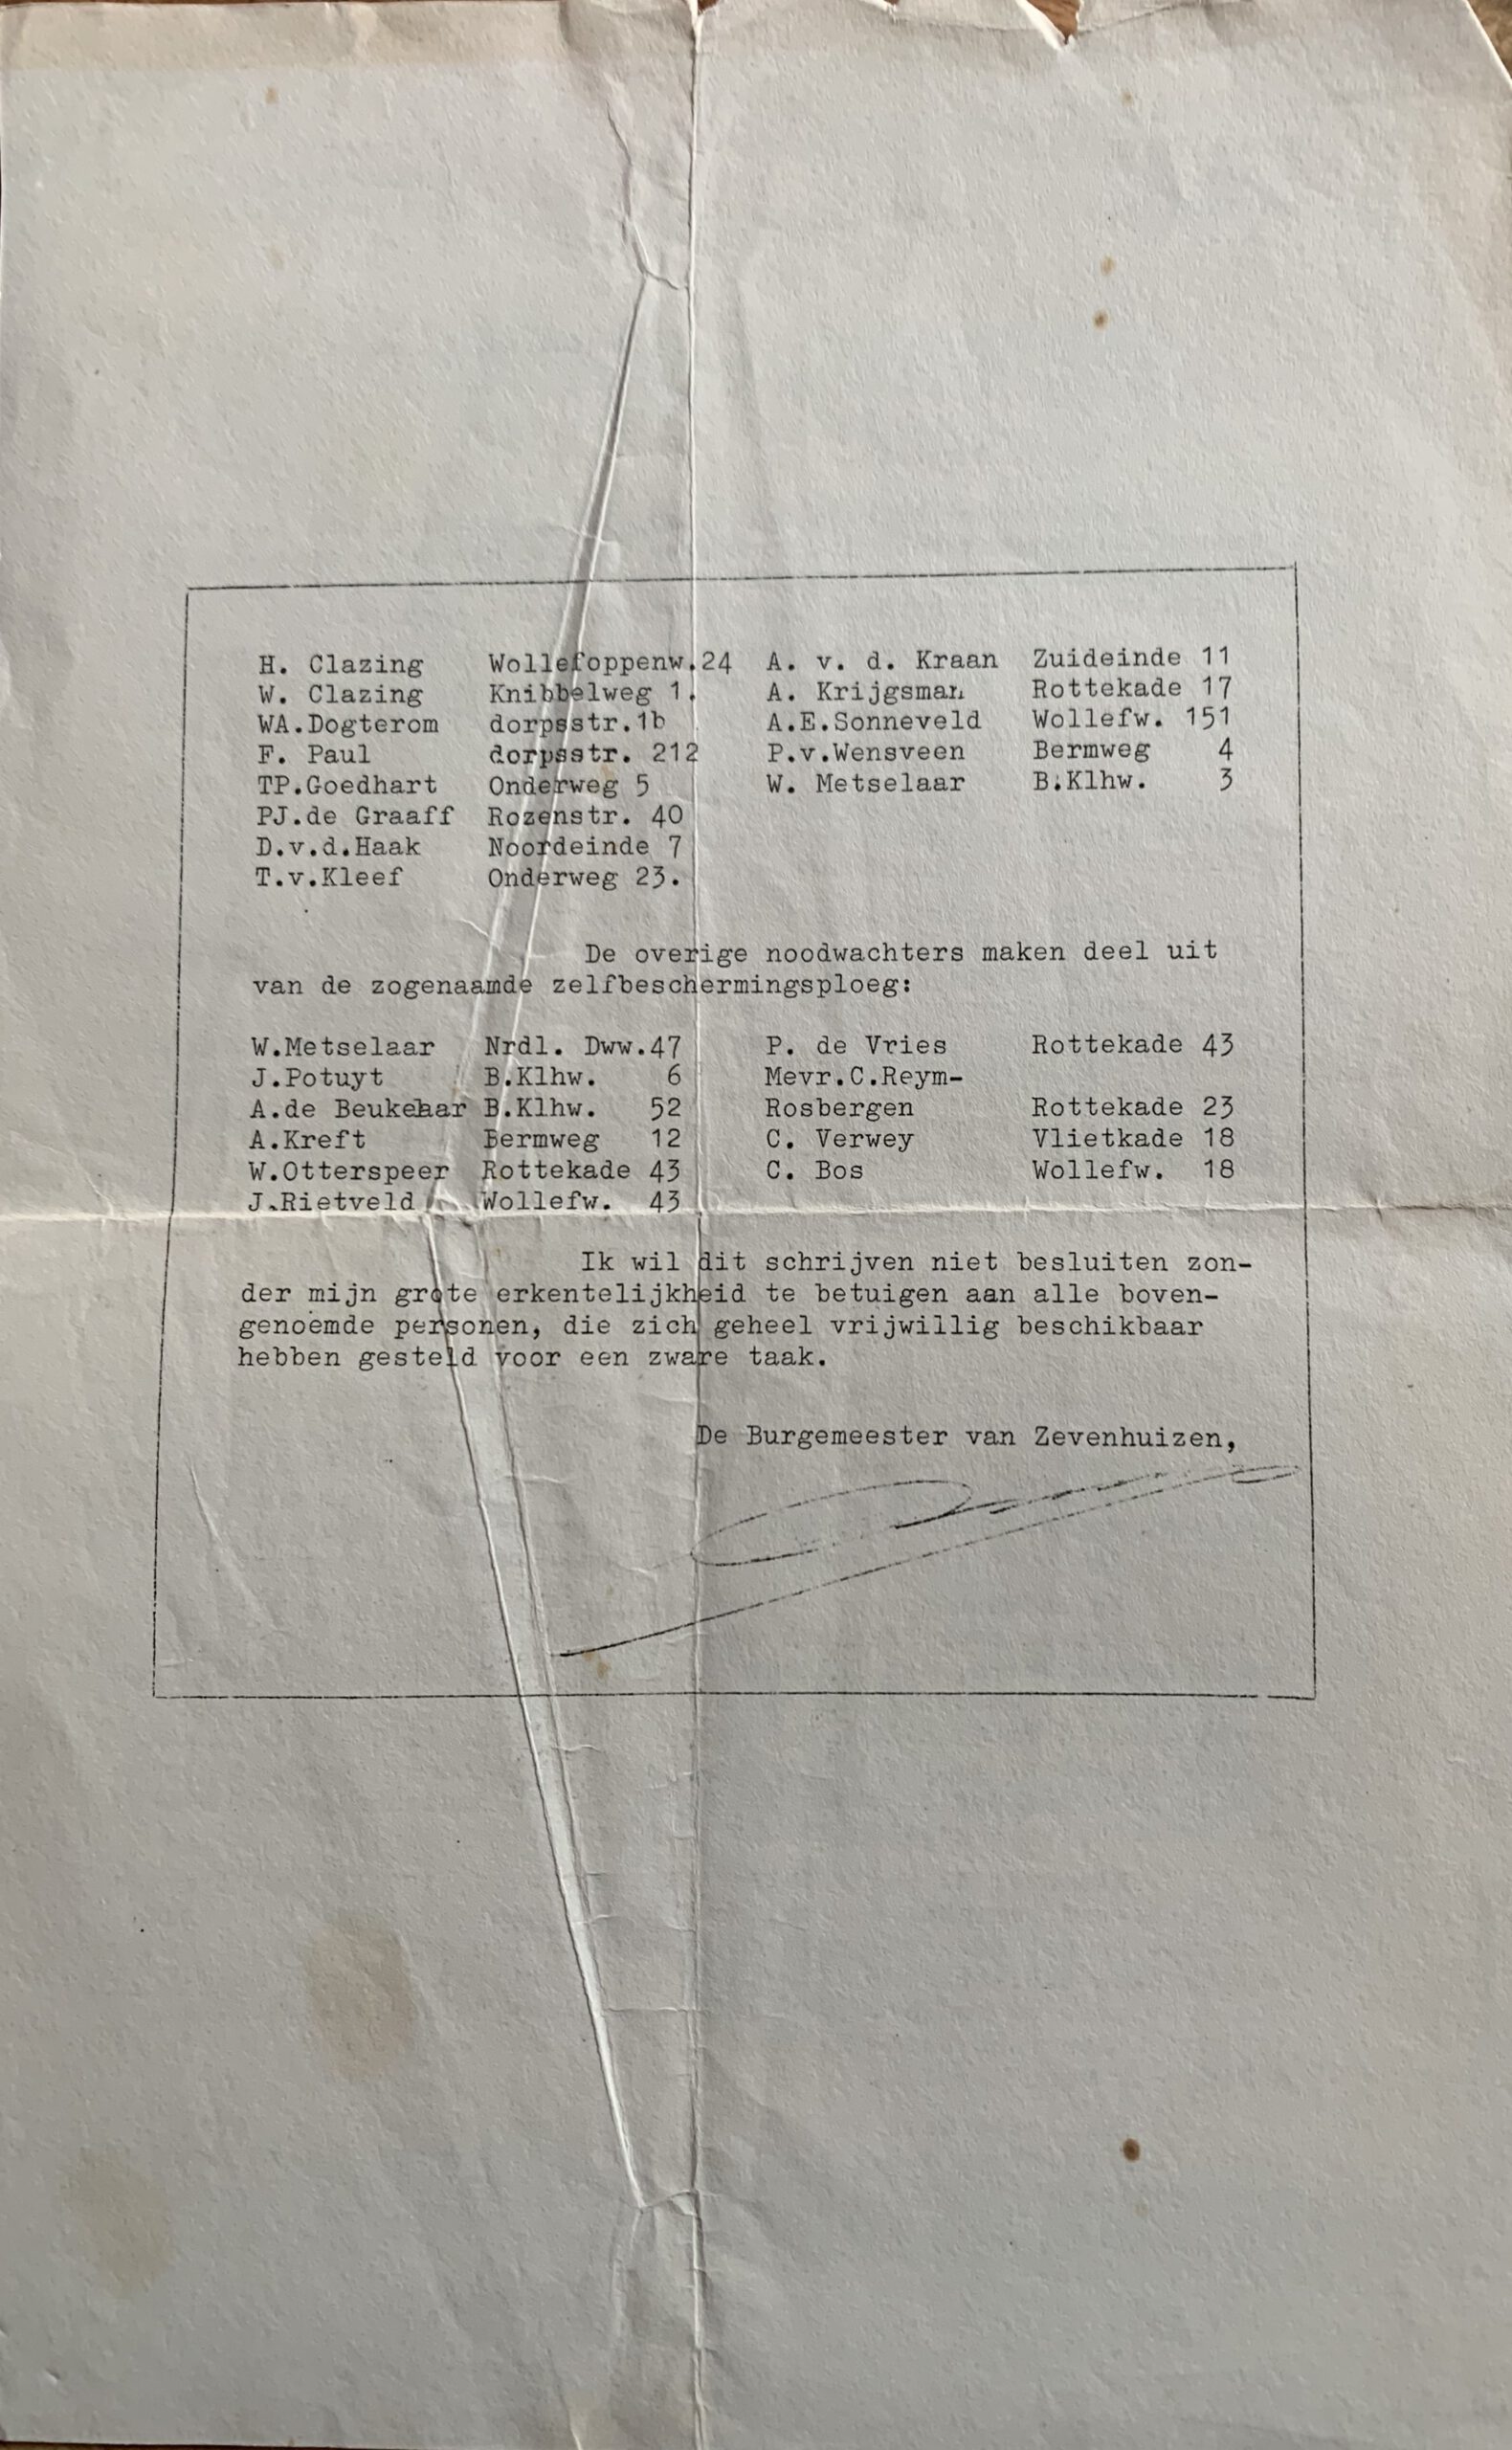 H. Clazing Wollefoppenw.24 A. v. d. Kraan Zuideinde 11
W. Clazing Knibbelweg 1. A. Krijgsman Rottekade 17
WA.Dogterom dorpsstr.1b A.E.Sonneveld Wollefw. 151
F. Paul dorpsstr. 212 P.v.Wensveen Bermweg 4
TP.Goedhart Onderweg 5 W. Metselaar B.Klhw. 3
PJ.de Graaff Rozenstr. 40
D.v.d.Haak Noordeinde 7
T.v.Kleef Onderweg 23.
De overige noodwachters maken deel uit
van de zogenaamde zelfbeschermingsploeg:
W.Metselaar Nrdl. Dww.47 P. de Vries Rottekade 43
J.Potuyt B.Klhw. 6 Mevr.C.Reym-
A.de Beukelaar B.Klhw. 52 Rosbergen Rottekade 23
A.Kreft Bermweg 12 C. Verwey Vlietkade 18
W.Otterspeer Rottekade 43 C. Bos Wollefw. 18
J.Rietveld Wollefw. 43
Ik wil dit schrijven niet besluiten zon-
der mijn grote erkentelijkheid te betuigen aan alle boven-
genoemde personen, die zich geheel vrijwillig beschikbaar
hebben gesteld voor een zware taak.
De Burgemeester van Zevenhuizen,